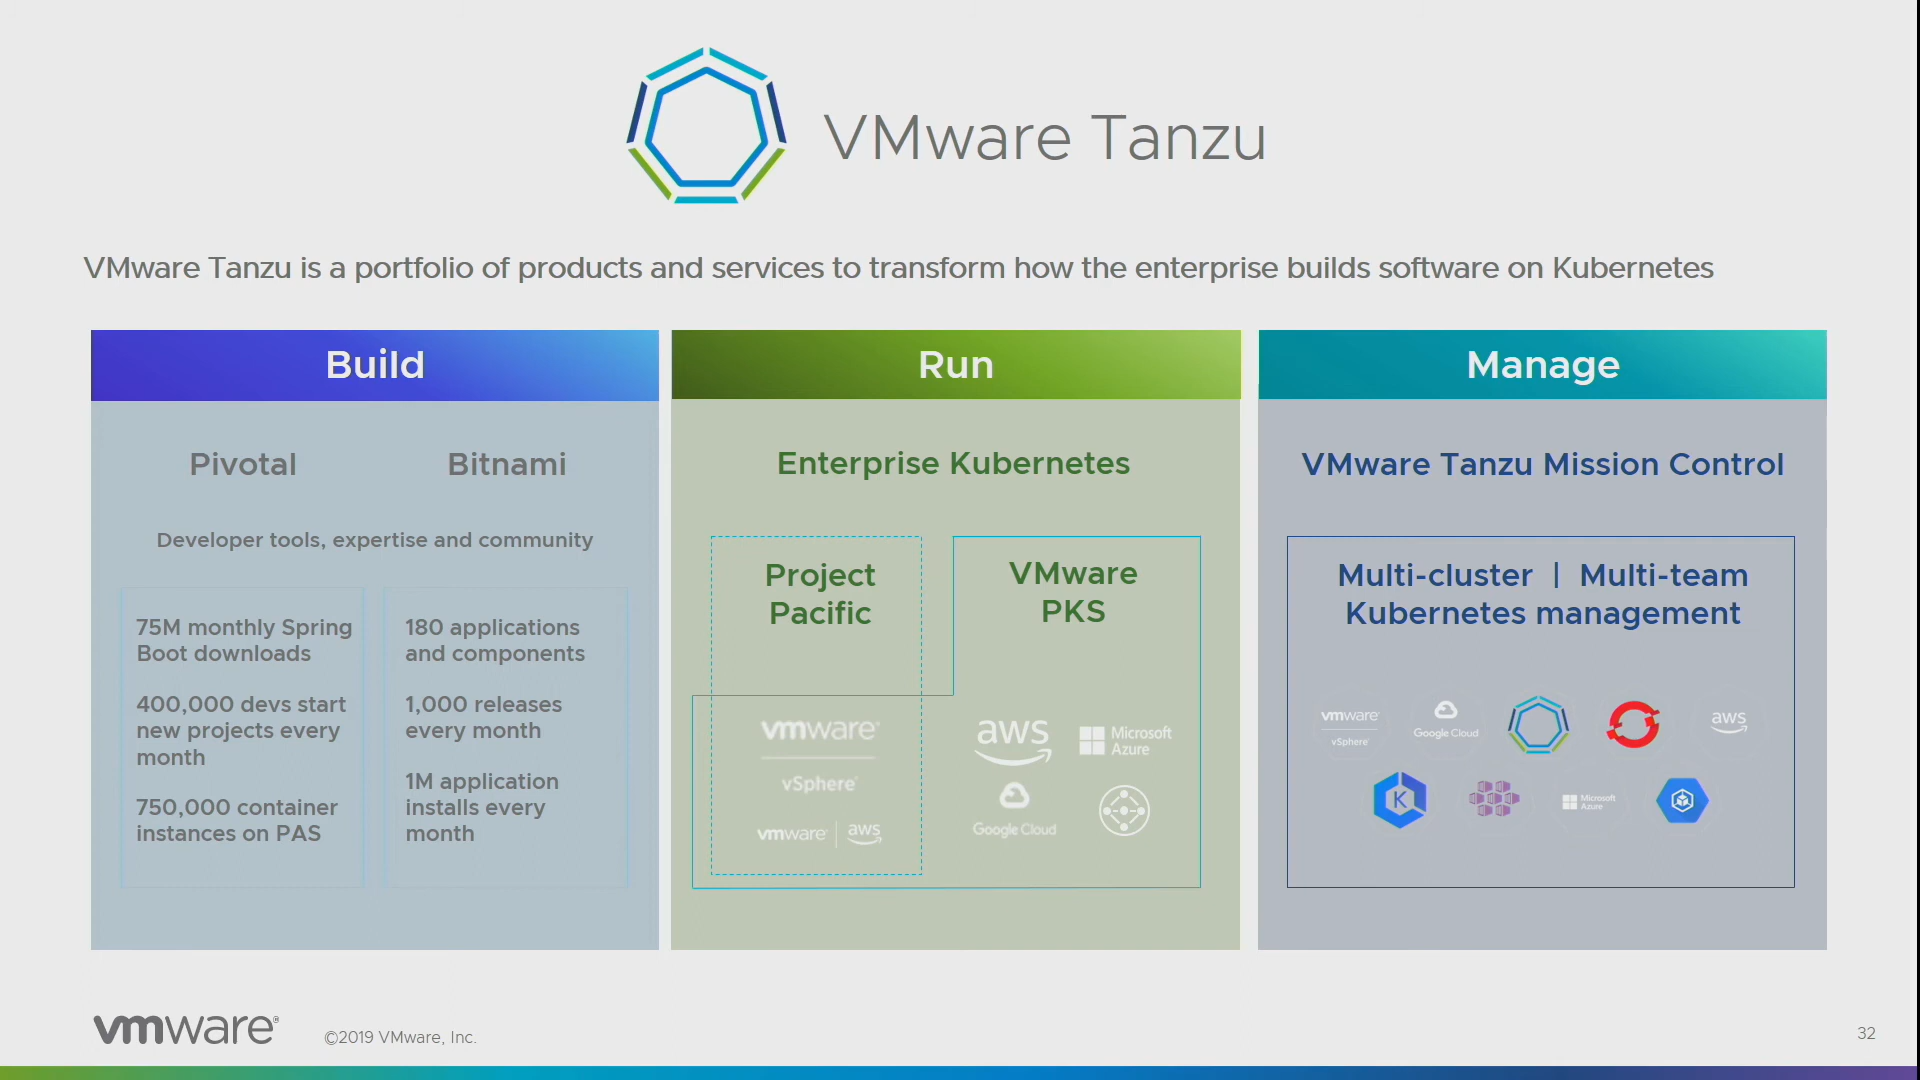 VMware Tanzu
VMware Tanzu is a portfolio of products and services to transform how the enterprise builds software on Kubernetes
Build
Pivotal
Bitnami
Developer tools, expertise and community
75M monthly Spring
Boot downloads
400,000 devs start
new projects every
month
750,000 container
instances on PAS
180 applications
and components
1,000 releases
every month
1M application
installs every
month
Run
Enterprise Kubernetes
Project
Pacific
VMware
PKS
vmware®
vSphere®
vmware® | aws
aws
Microsoft
Azure
Google Cloud
Manage
VMware Tanzu Mission Control
Multi-cluster | Multi-team
Kubernetes management
vmware®
vSphere®
Google Cloud
aws
K
Microsoft
Azure
vmware®
©2019 VMware, Inc.
32